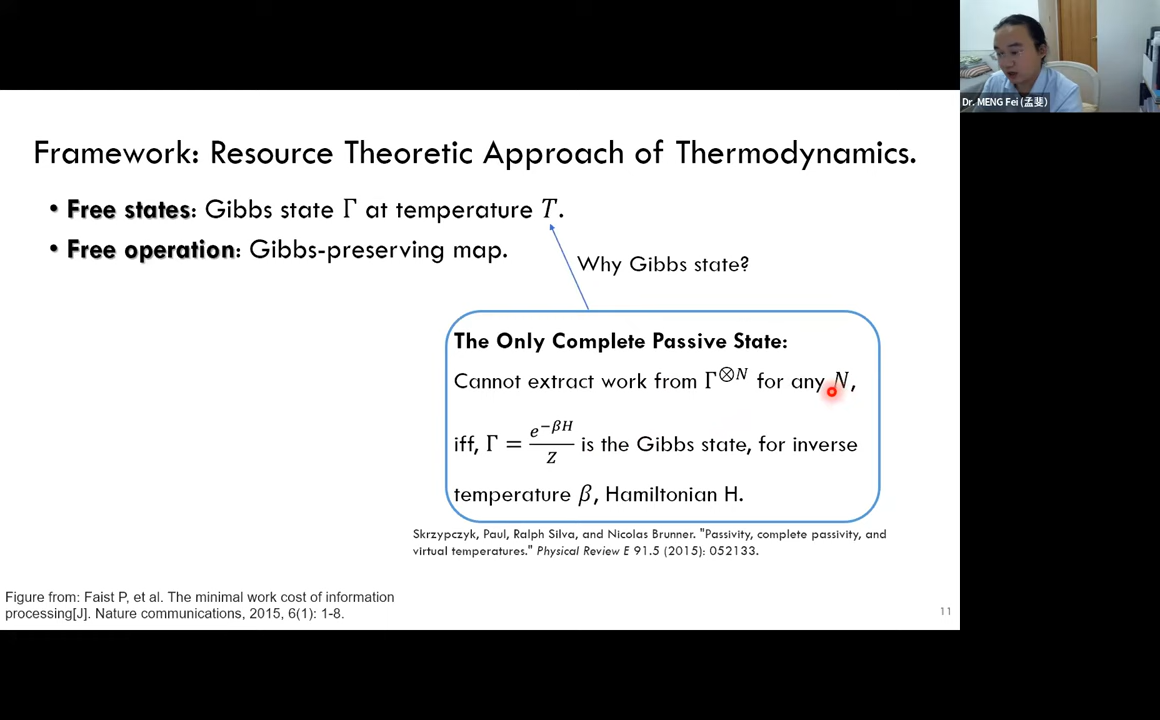 Dr. MENG Fei (孟斐)
Framework: Resource Theoretic Approach of Thermodynamics.
• Free states: Gibbs state Γ at temperature T.
• Free operation: Gibbs-preserving map.
Why Gibbs state?
The Only Complete Passive State:
Cannot extract work from Γ^{⊗N} for any N,
iff, Γ = \frac{e^{-βH}}{Z} is the Gibbs state, for inverse
temperature β, Hamiltonian H.
Skrzypczyk, Paul, Ralph Silva, and Nicolas Brunner. "Passivity, complete passivity, and
virtual temperatures." Physical Review E 91.5 (2015): 052133.
Figure from: Faist P, et al. The minimal work cost of information
processing[J]. Nature communications, 2015, 6(1): 1-8.
11